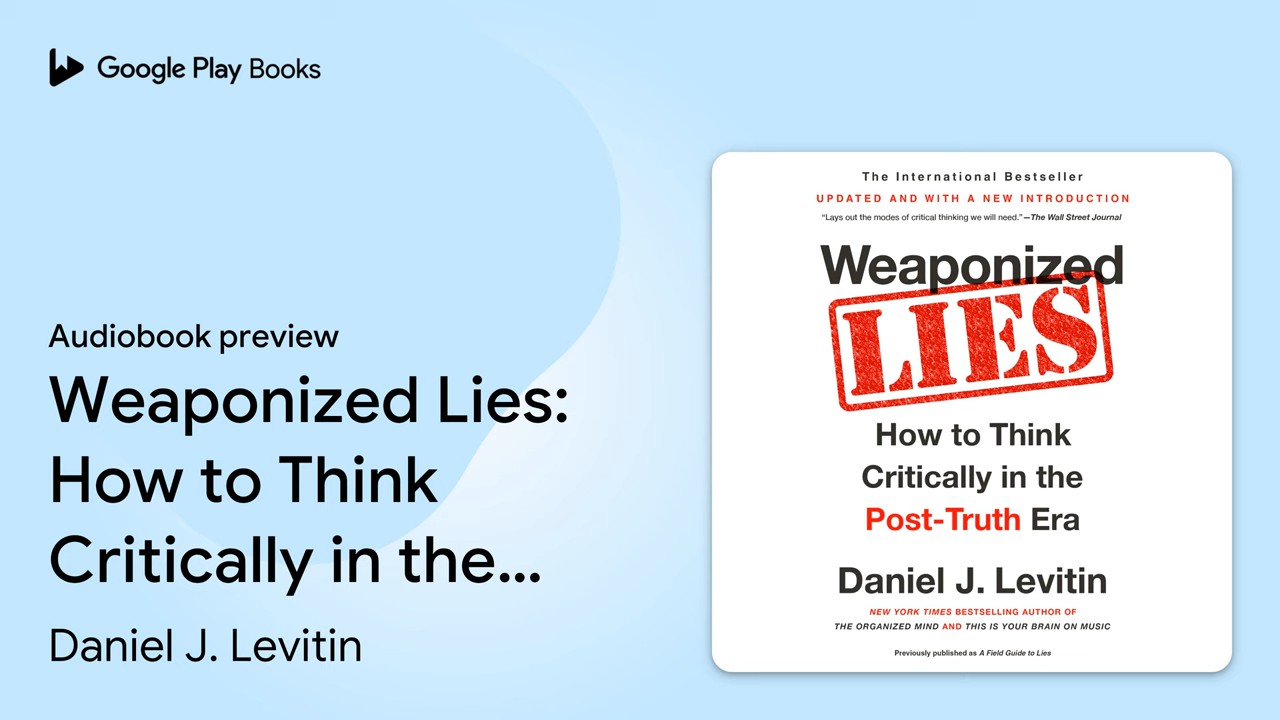 Google Play Books
Audiobook preview
Weaponized Lies:
How to Think
Critically in the...
Daniel J. Levitin
The International Bestseller
UPDATED AND WITH A NEW INTRODUCTION
“Lays out the modes of critical thinking we will need.”—The Wall Street Journal
Weaponized
LIES
How to Think
Critically in the
Post-Truth Era
Daniel J. Levitin
NEW YORK TIMES BESTSELLING AUTHOR OF
THE ORGANIZED MIND AND THIS IS YOUR BRAIN ON MUSIC
Previously published as A Field Guide to Lies